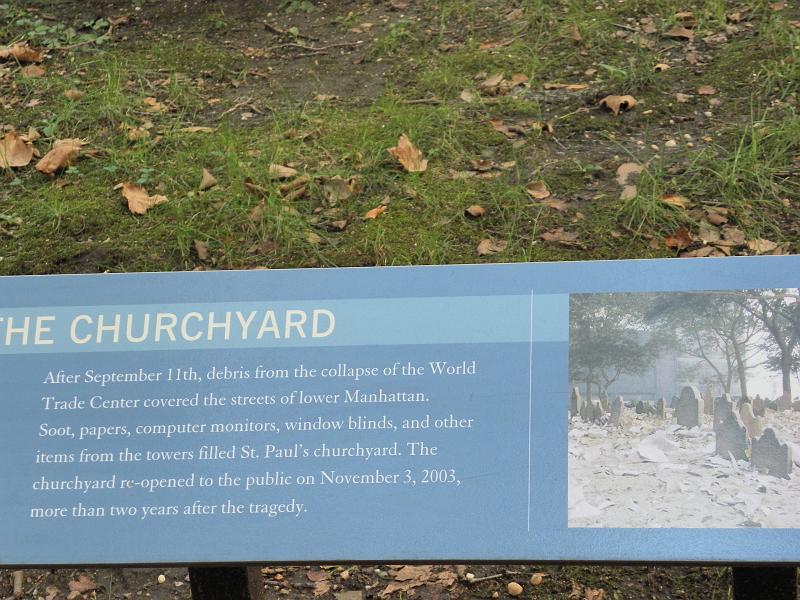 THE CHURCHYARD
After September 11th, debris from the collapse of the World
Trade Center covered the streets of lower Manhattan.
Soot, papers, computer monitors, window blinds, and other
items from the towers filled St. Paul's churchyard. The
churchyard re-opened to the public on November 3, 2003,
more than two years after the tragedy.